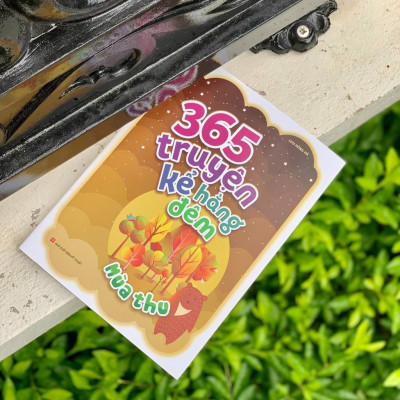 365
truyện
kể hằng
đêm
Mùa thu